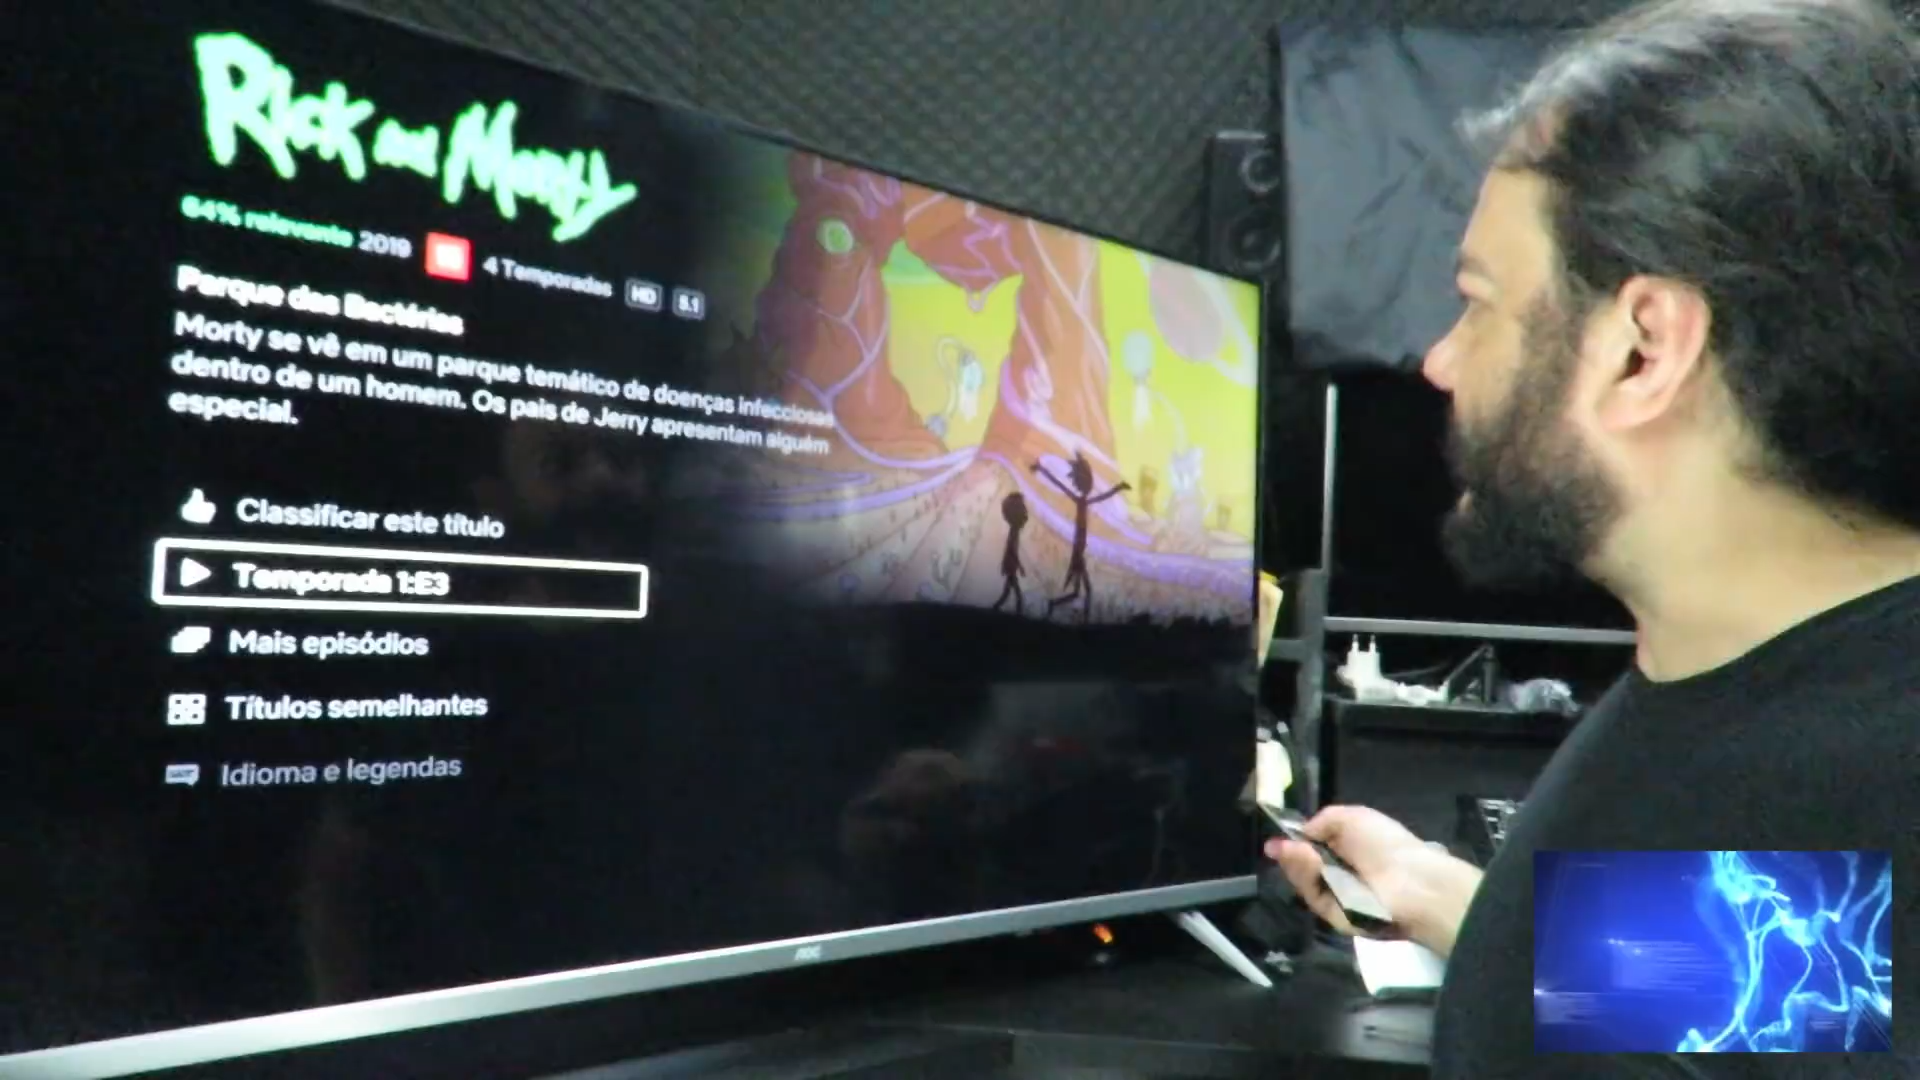 Rick and Morty
64% relevante 2019 4 Temporadas HD 5.1
Parque das Bactérias
Morty se vê em um parque temático de doenças infecciosas
dentro de um homem. Os pais de Jerry apresentam alguém
especial.
Classificar este título
Temporada 1:E3
Mais episódios
Títulos semelhantes
Idioma e legendas
AOC